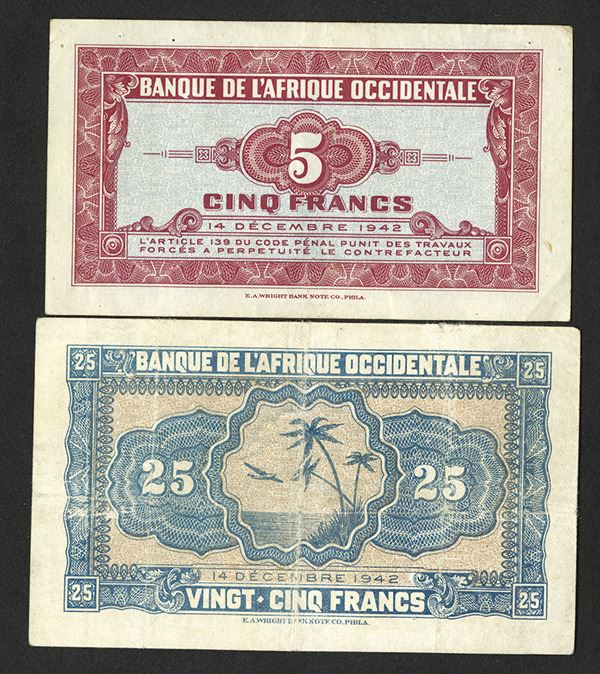 BANQUE DE L'AFRIQUE OCCIDENTALE
5
CINQ FRANCS
14 DÉCEMBRE 1942
L'ARTICLE 139 DU CODE PÉNAL PUNIT DES TRAVAUX
FORCÉS A PERPETUITÉ LE CONTREFACTEUR
E.A.WRIGHT BANK NOTE CO., PHILA.
25 BANQUE DE L'AFRIQUE OCCIDENTALE 25
25 25
14 DÉCEMBRE 1942
25 VINGT-CINQ FRANCS 25
E.A.WRIGHT BANK NOTE CO., PHILA.